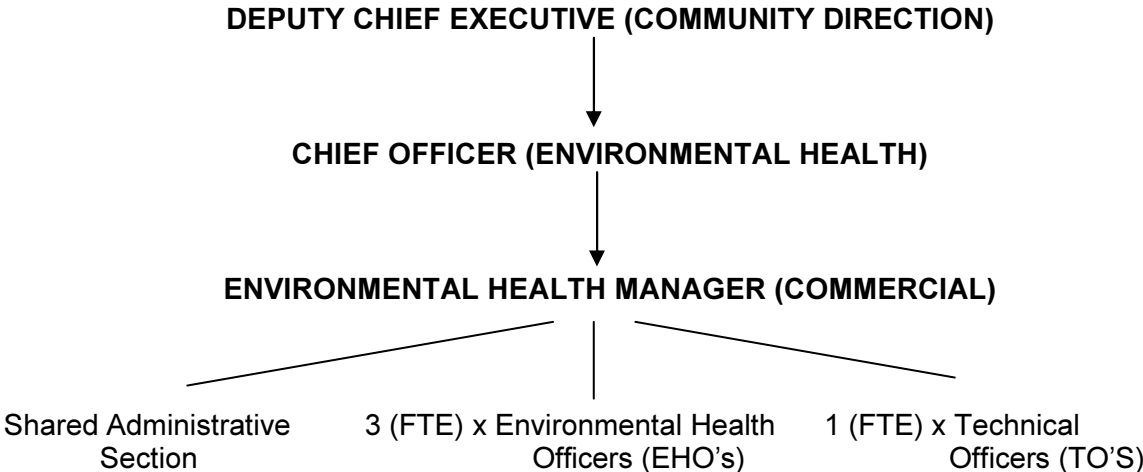 DEPUTY CHIEF EXECUTIVE (COMMUNITY DIRECTION)
CHIEF OFFICER (ENVIRONMENTAL HEALTH)
ENVIRONMENTAL HEALTH MANAGER (COMMERCIAL)
Shared Administrative
Section
3 (FTE) x Environmental Health
Officers (EHO's)
1 (FTE) x Technical
Officers (TO'S)